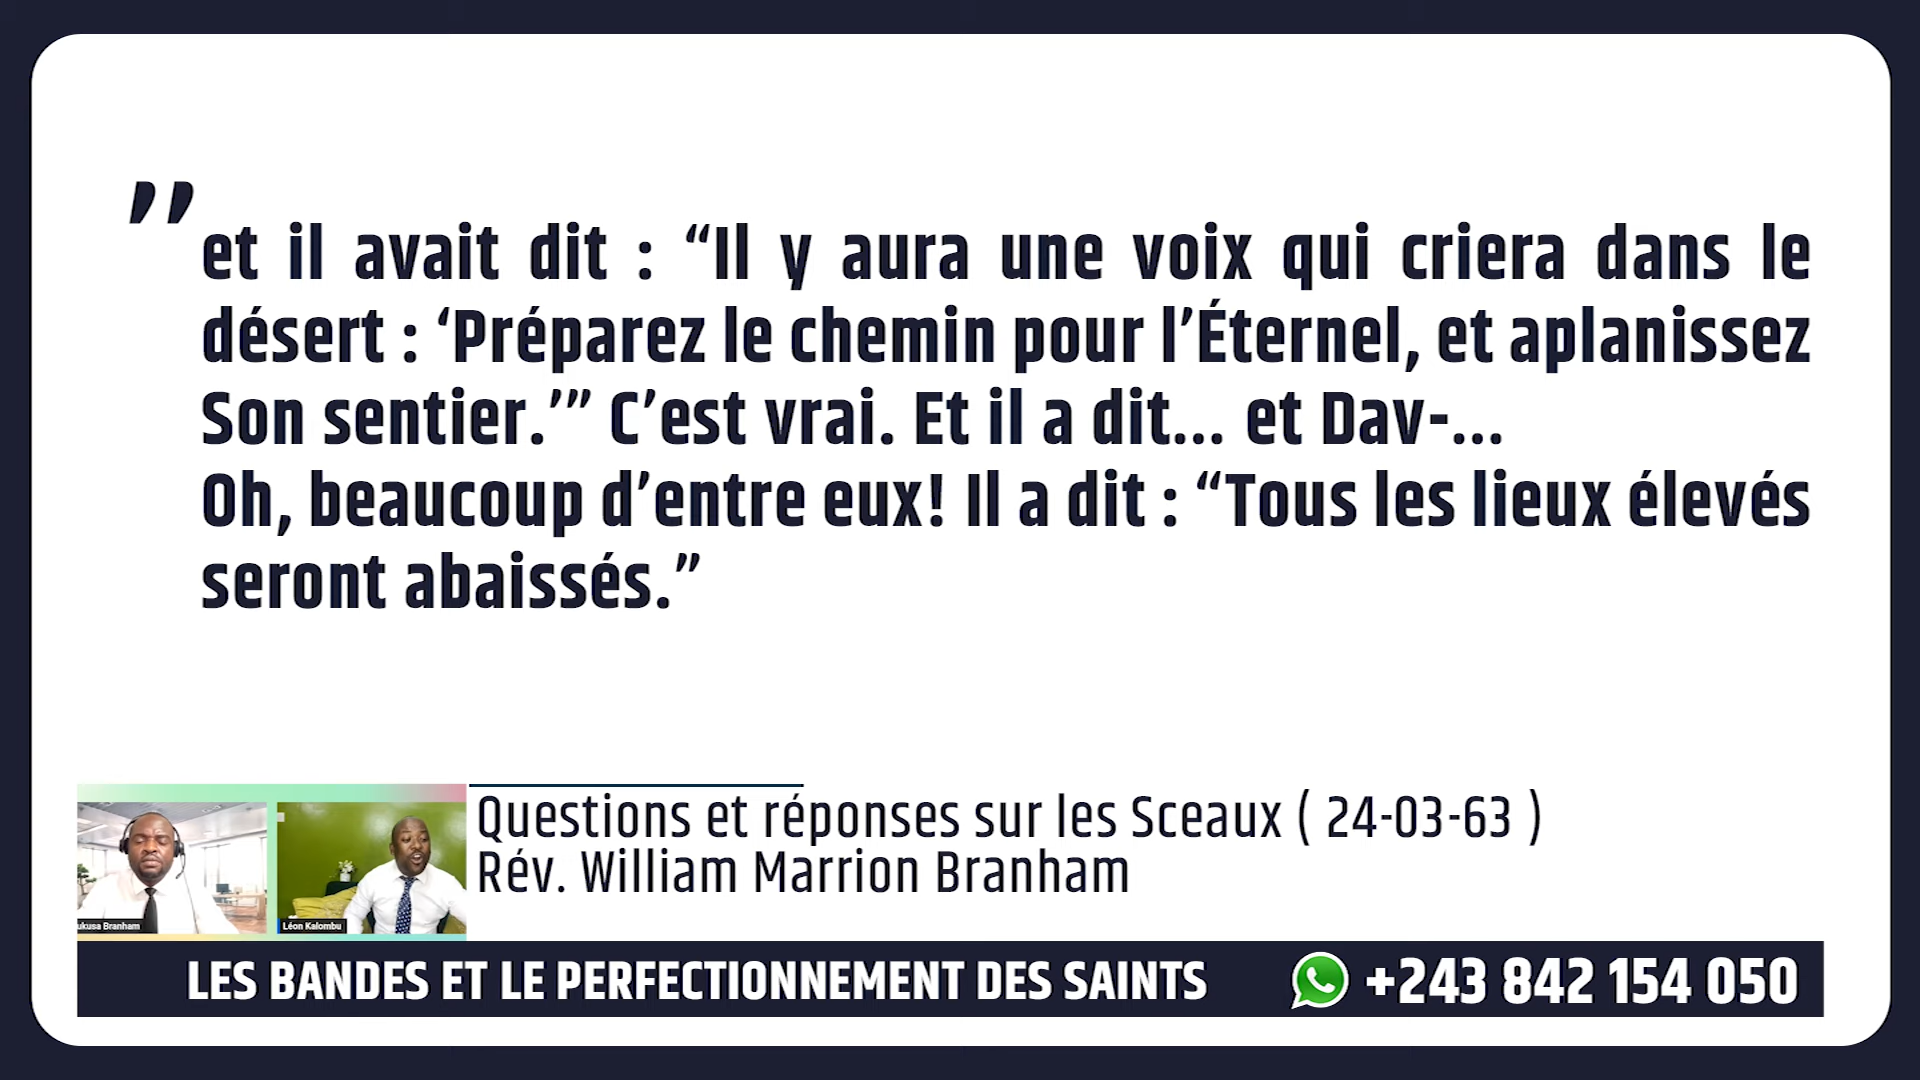 ”
et il avait dit : “Il y aura une voix qui criera dans le
désert : ‘Préparez le chemin pour l’Éternel, et aplanissez
Son sentier.’” C’est vrai. Et il a dit... et Dav-...
Oh, beaucoup d’entre eux! Il a dit : “Tous les lieux élevés
seront abaissés.”
Questions et réponses sur les Sceaux ( 24-03-63 )
Rév. William Marrion Branham
ukusa Branham
Léon Kalombu
LES BANDES ET LE PERFECTIONNEMENT DES SAINTS
+243 842 154 050